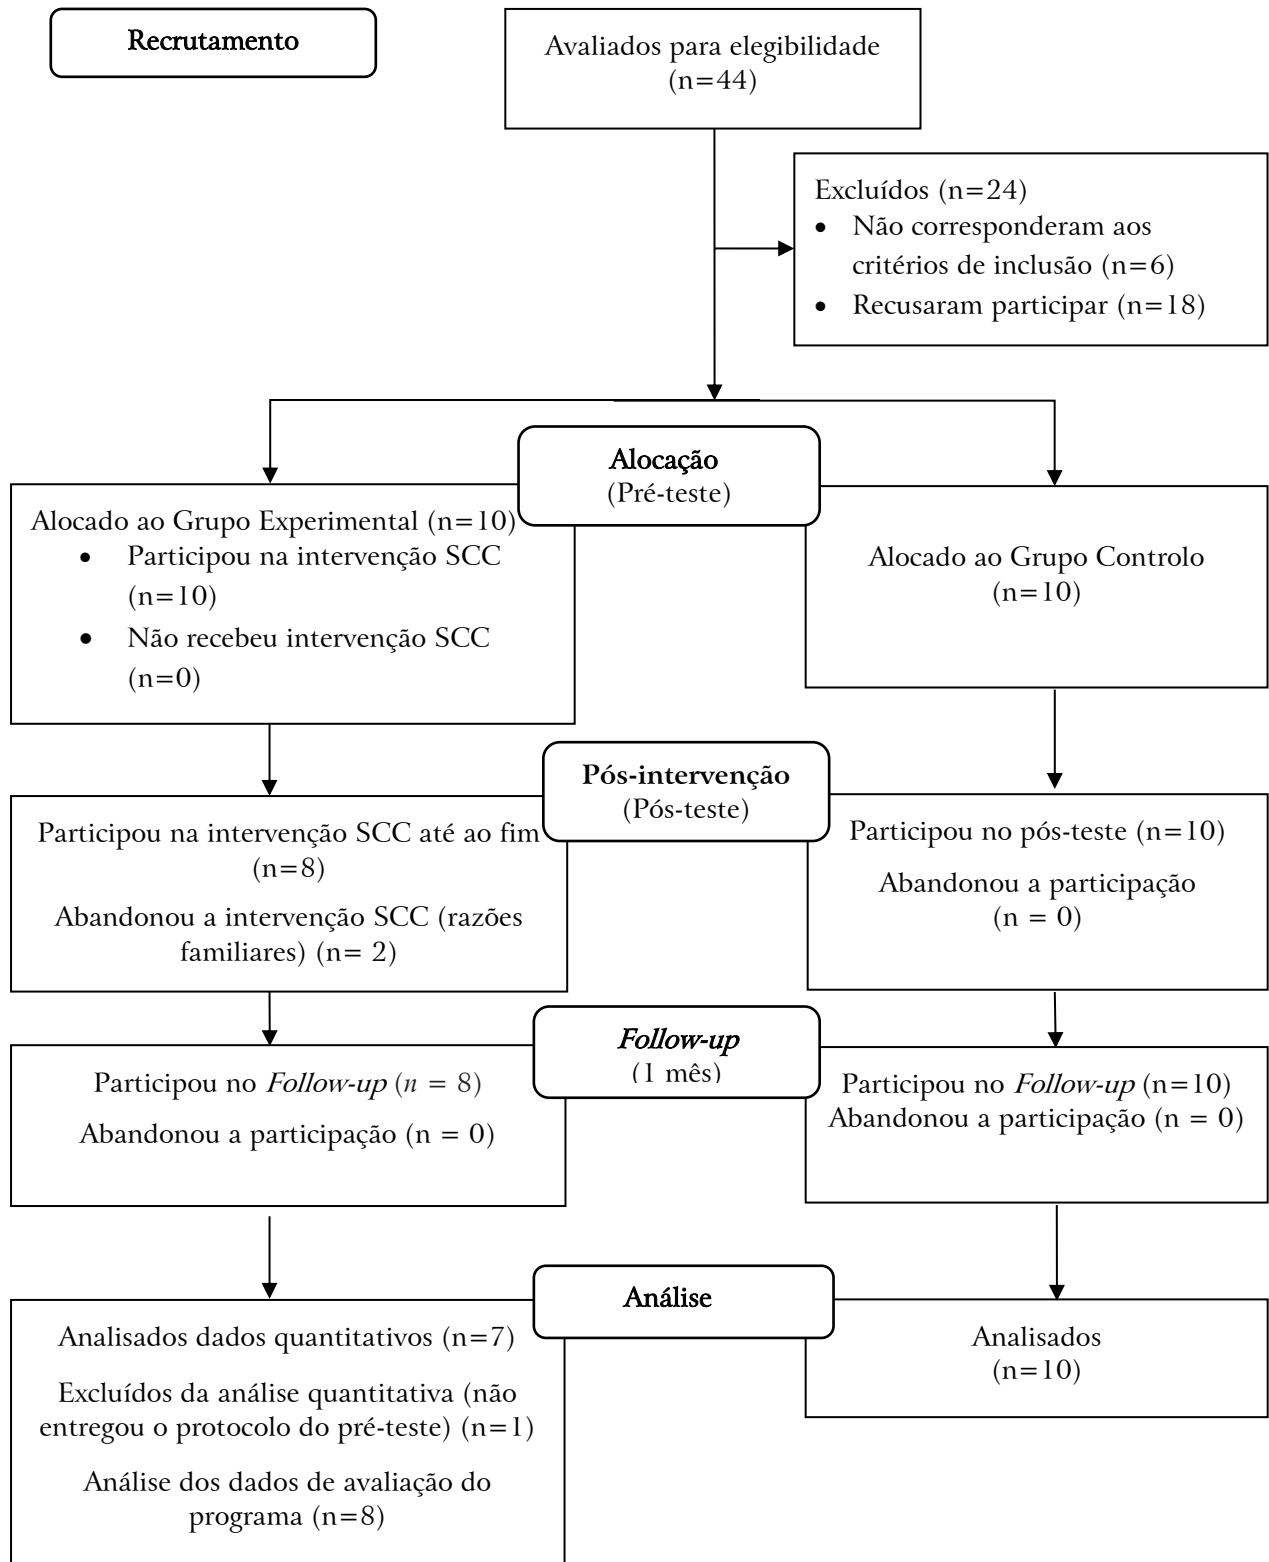 Recrutamento
Avaliados para elegibilidade
(n=44)
Excluídos (n=24)
• Não corresponderam aos
critérios de inclusão (n=6)
• Recusaram participar (n=18)
Alocação
(Pré-teste)
Alocado ao Grupo Experimental (n=10)
• Participou na intervenção SCC
(n=10)
• Não recebeu intervenção SCC
(n=0)
Alocado ao Grupo Controlo
(n=10)
Pós-intervenção
(Pós-teste)
Participou na intervenção SCC até ao fim
(n=8)
Abandonou a intervenção SCC (razões
familiares) (n= 2)
Participou no pós-teste (n=10)
Abandonou a participação
(n = 0)
Follow-up
(1 mês)
Participou no Follow-up (n = 8)
Abandonou a participação (n = 0)
Participou no Follow-up (n=10)
Abandonou a participação (n = 0)
Análise
Analisados dados quantitativos (n=7)
Excluídos da análise quantitativa (não
entregou o protocolo do pré-teste) (n=1)
Análise dos dados de avaliação do
programa (n=8)
Analisados
(n=10)